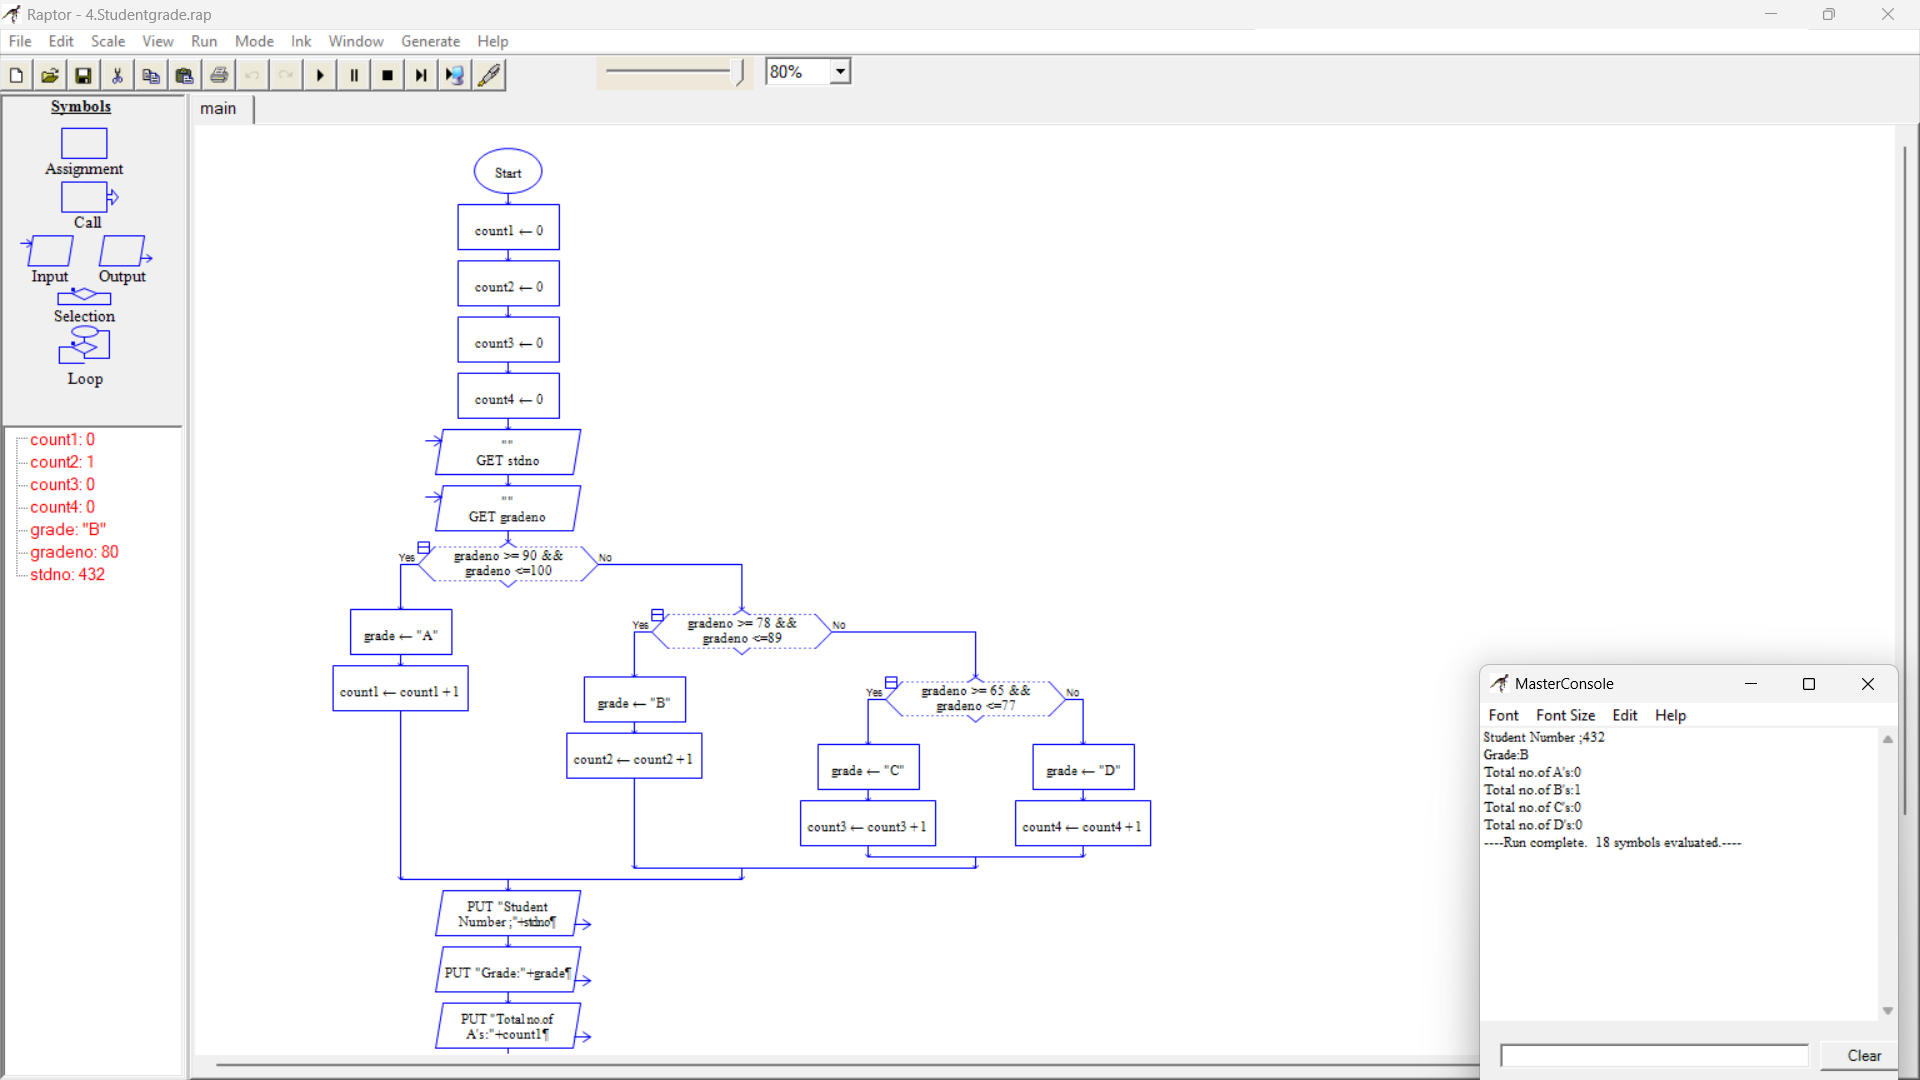 Raptor - 4.Studentgrade.rap
File Edit Scale View Run Mode Ink Window Generate Help
80%
Symbols
Assignment
Call
Input Output
Selection
Loop
count1: 0
count2: 1
count3: 0
count4: 0
grade: "B"
gradeno: 80
stdno: 432
main
Start
count1 ← 0
count2 ← 0
count3 ← 0
count4 ← 0
""
GET stdno
""
GET gradeno
Yes
gradeno >= 90 &&
gradeno <=100
No
grade ← "A"
count1 ← count1 +1
Yes
gradeno >= 78 &&
gradeno <=89
No
grade ← "B"
count2 ← count2 +1
Yes
gradeno >= 65 &&
gradeno <=77
No
grade ← "C"
count3 ← count3 +1
grade ← "D"
count4 ← count4 +1
PUT "Student
Number ;"+stdno¶
PUT "Grade:"+grade¶
PUT "Total no.of
A's:"+count1¶
MasterConsole
Font Font Size Edit Help
Student Number ;432
Grade:B
Total no.of A's:0
Total no.of B's:1
Total no.of C's:0
Total no.of D's:0
----Run complete. 18 symbols evaluated.----
Clear